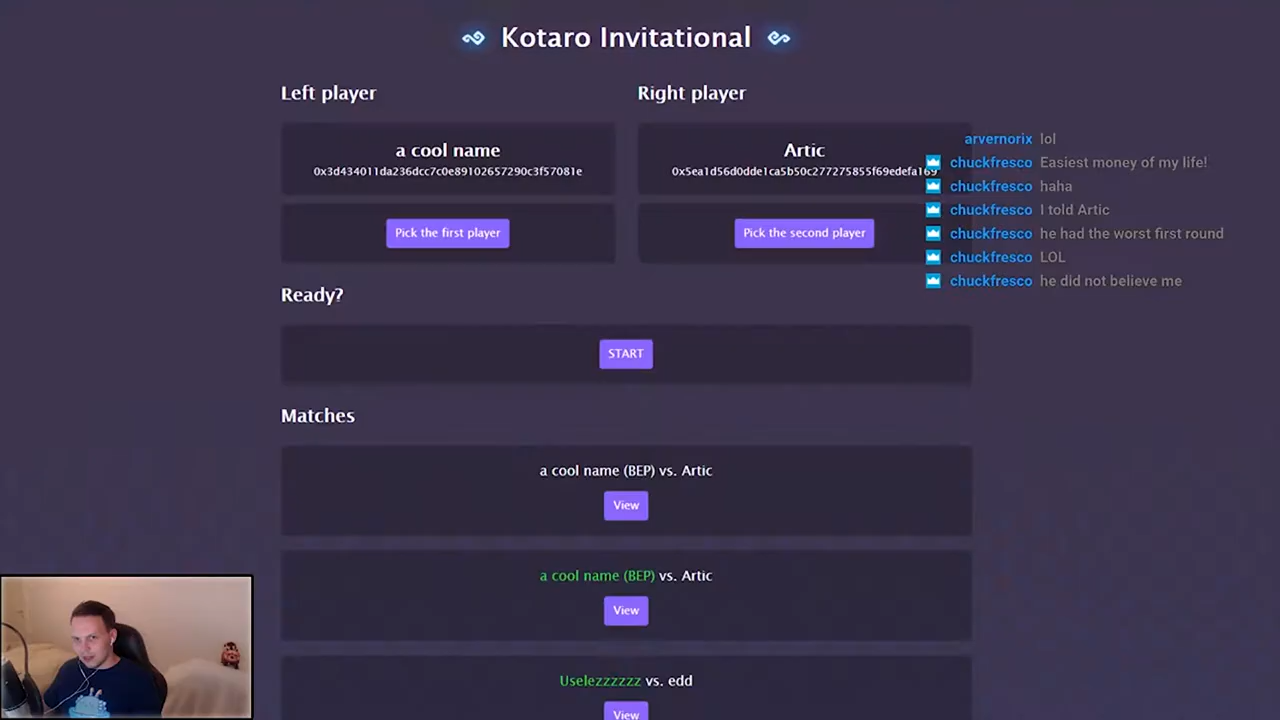 Kotaro Invitational
Left player
a cool name
0x3d434011da236dcc7c0e89102657290c3f57081e
Pick the first player
Right player
Artic
0x5ea1d56d0dde1ca5b50c277275855f69edefa169
Pick the second player
Ready?
START
Matches
a cool name (BEP) vs. Artic
View
a cool name (BEP) vs. Artic
View
Uselezzzzzz vs. edd
View
arvernorix lol
chuckfresco Easiest money of my life!
chuckfresco haha
chuckfresco I told Artic
chuckfresco he had the worst first round
chuckfresco LOL
chuckfresco he did not believe me